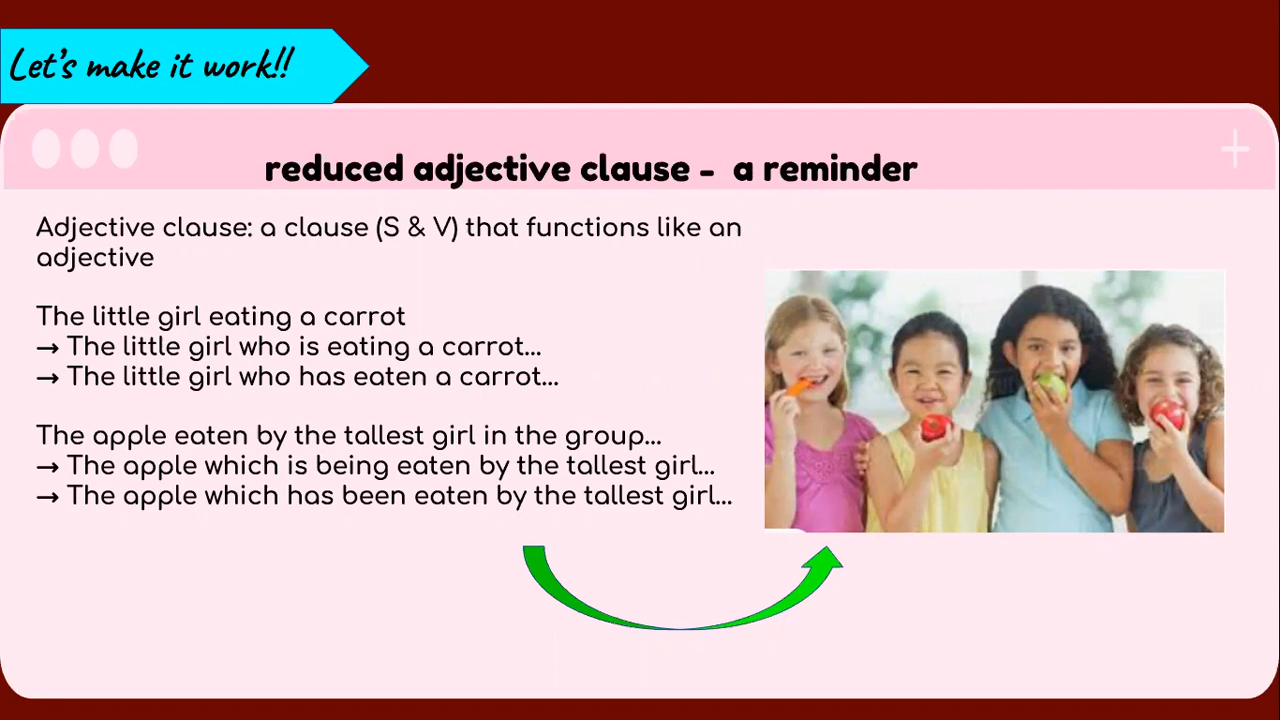 Let's make it work!!
reduced adjective clause - a reminder
Adjective clause: a clause (S & V) that functions like an
adjective
The little girl eating a carrot
→ The little girl who is eating a carrot...
→ The little girl who has eaten a carrot...
The apple eaten by the tallest girl in the group...
→ The apple which is being eaten by the tallest girl...
→ The apple which has been eaten by the tallest girl...